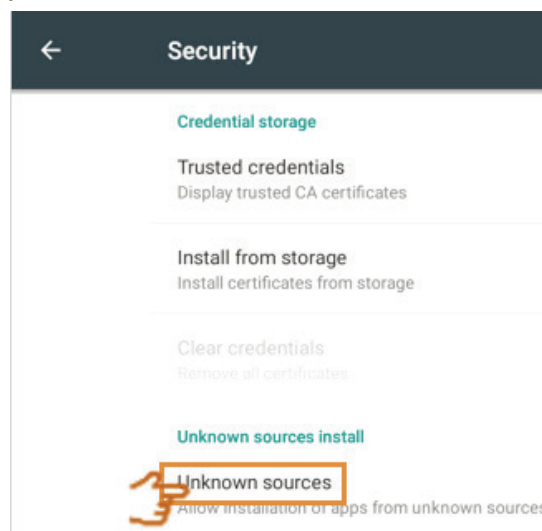 Security
Credential storage
Trusted credentials
Display trusted CA certificates
Install from storage
Install certificates from storage
Clear credentials
Remove all certificates
Unknown sources install
Unknown sources
Allow installation of apps from unknown sources